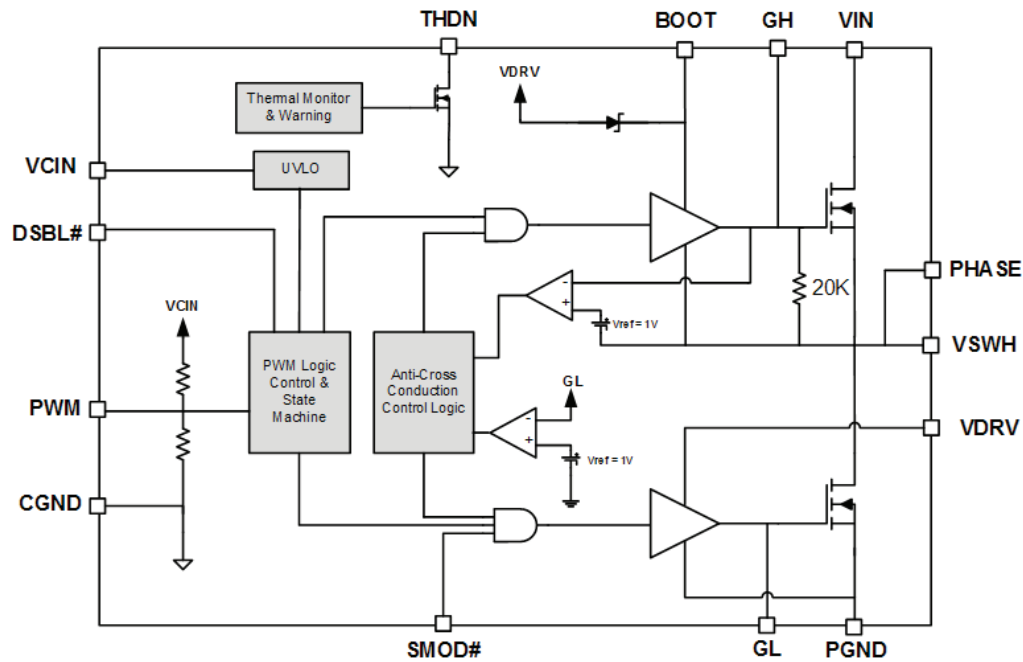 THDN
BOOT
GH
VIN
VDRV
Thermal Monitor
& Warning
VCIN
UVLO
DSBL#
PHASE
20K
VCIN
-
+
Vref = 1V
VSWH
PWM Logic
Control &
State
Machine
Anti-Cross
Conduction
Control Logic
GL
PWM
-
+
VDRV
Vref = 1V
CGND
SMOD#
GL
PGND